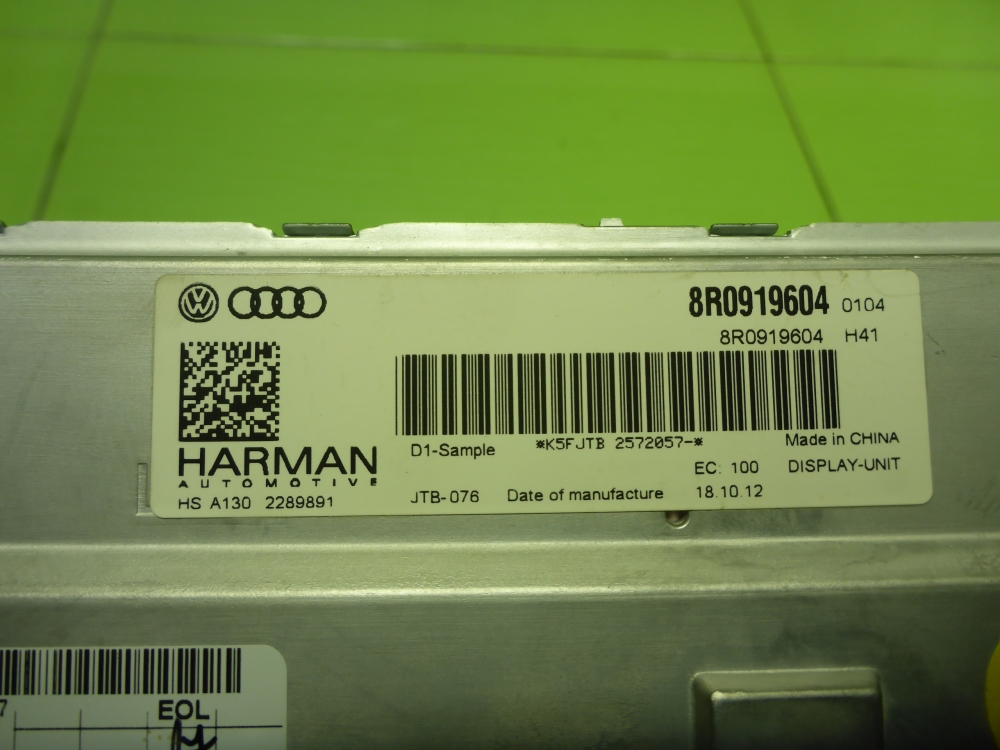 8R0919604 0104
8R0919604 H41
D1-Sample *K5FJTB 2572057-* Made in CHINA
HARMAN
AUTOMOTIVE
EC: 100 DISPLAY-UNIT
HS A130 2289891 JTB-076 Date of manufacture 18.10.12
7
EOL